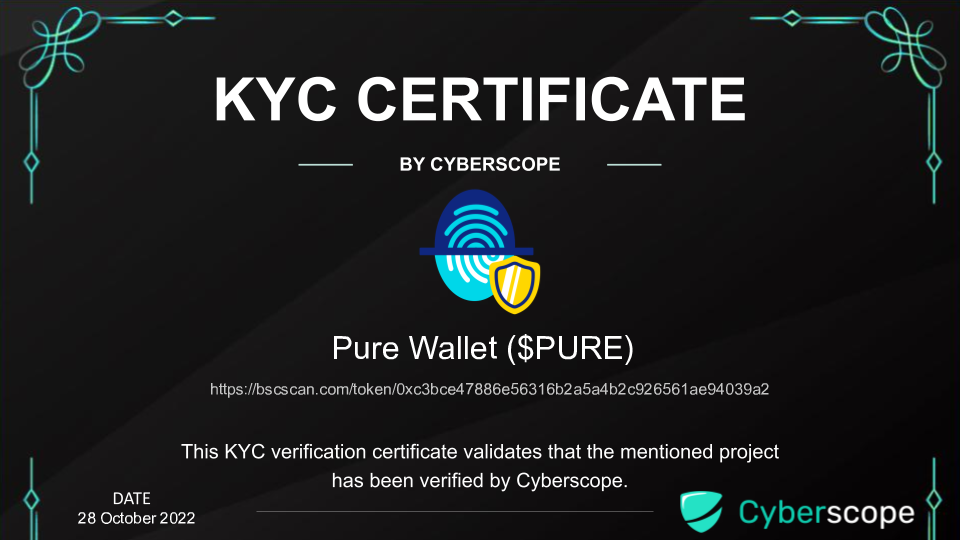 KYC CERTIFICATE
BY CYBERSCOPE
Pure Wallet ($PURE)
https://bscscan.com/token/0xc3bce47886e56316b2a5a4b2c926561ae94039a2
This KYC verification certificate validates that the mentioned project
has been verified by Cyberscope.
DATE
28 October 2022
Cyberscope